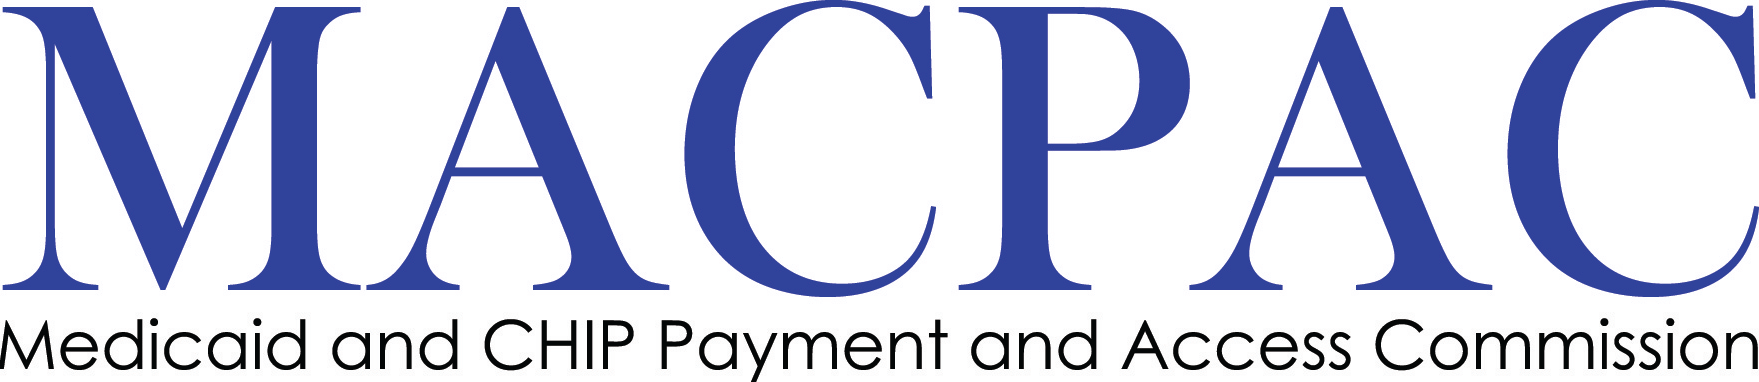 MACPAC
Medicaid and CHIP Payment and Access Commission